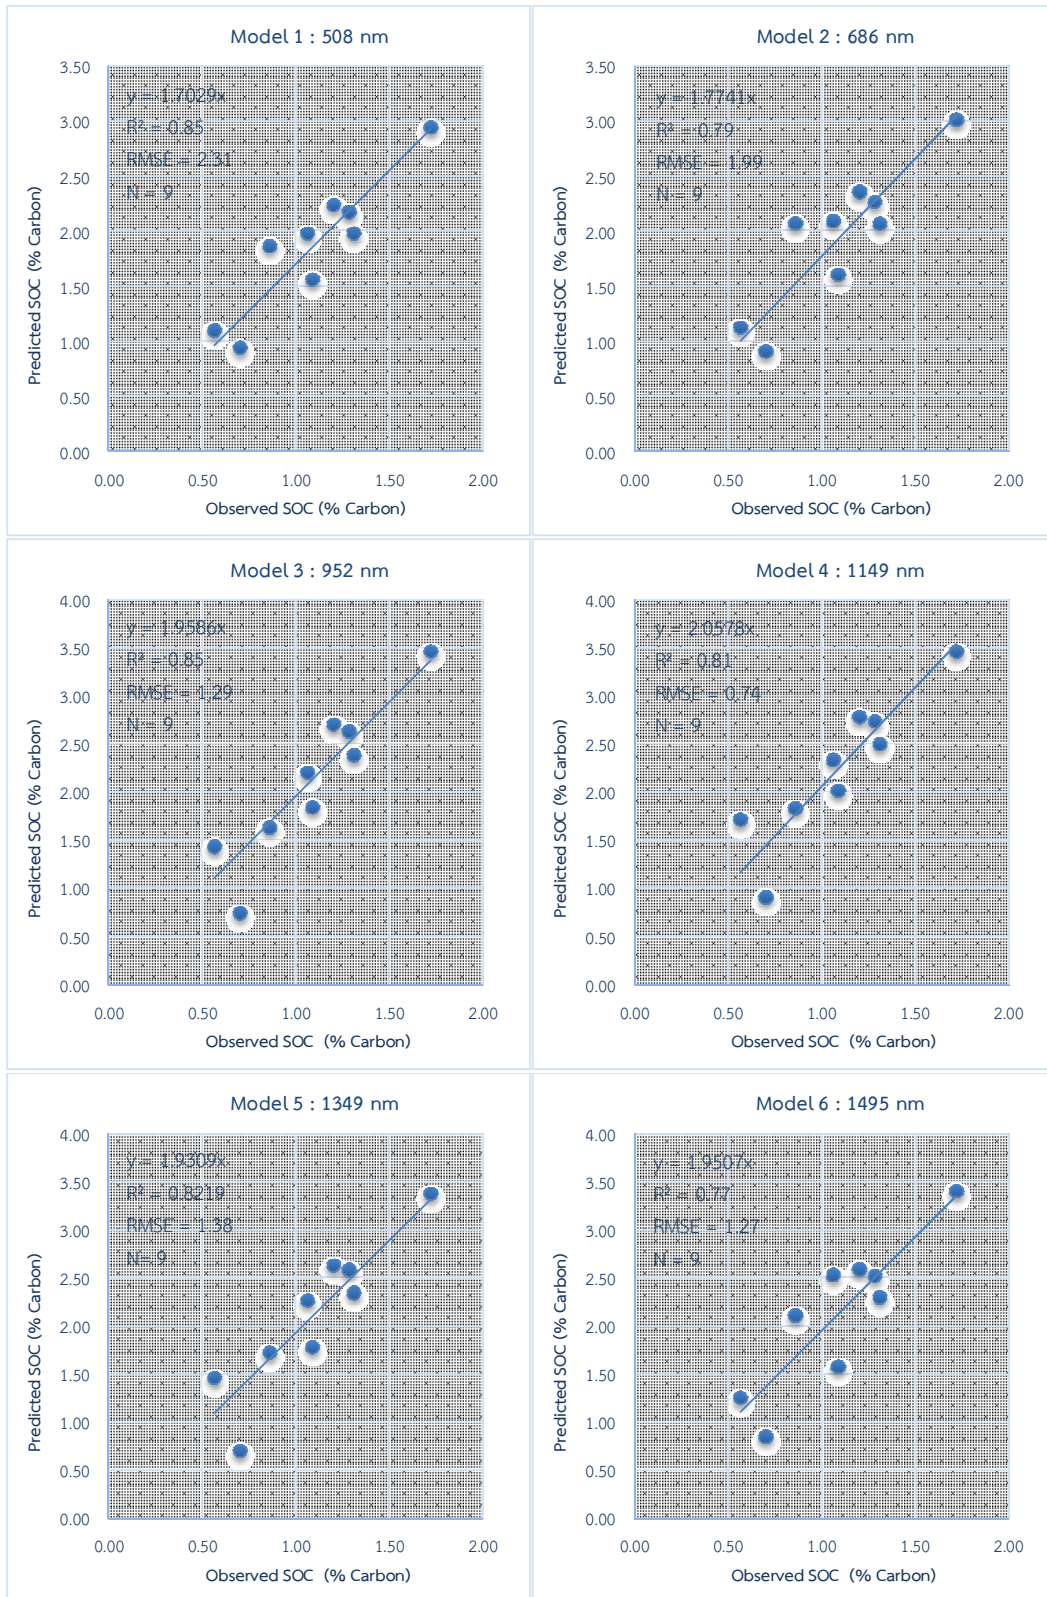 Model 1 : 508 nm
3.50
3.00
2.50
2.00
1.50
1.00
0.50
0.00
y = 1.7029x
R² = 0.85
RMSE = 2.31
N = 9
Predicted SOC (% Carbon)
0.00 0.50 1.00 1.50 2.00
Observed SOC (% Carbon)
Model 2 : 686 nm
3.50
3.00
2.50
2.00
1.50
1.00
0.50
0.00
y = 1.7741x
R² = 0.79
RMSE = 1.99
N = 9
Predicted SOC (% Carbon)
0.00 0.50 1.00 1.50 2.00
Observed SOC (% Carbon)
Model 3 : 952 nm
4.00
3.50
3.00
2.50
2.00
1.50
1.00
0.50
0.00
y = 1.9586x
R² = 0.85
RMSE = 1.29
N = 9
Predicted SOC (% Carbon)
0.00 0.50 1.00 1.50 2.00
Observed SOC (% Carbon)
Model 4 : 1149 nm
4.00
3.50
3.00
2.50
2.00
1.50
1.00
0.50
0.00
y = 2.0578x
R² = 0.81
RMSE = 0.74
N = 9
Predicted SOC (% Carbon)
0.00 0.50 1.00 1.50 2.00
Observed SOC (% Carbon)
Model 5 : 1349 nm
4.00
3.50
3.00
2.50
2.00
1.50
1.00
0.50
0.00
y = 1.9309x
R² = 0.8219
RMSE = 1.38
N= 9
Predicted SOC (% Carbon)
0.00 0.50 1.00 1.50 2.00
Observed SOC (% Carbon)
Model 6 : 1495 nm
4.00
3.50
3.00
2.50
2.00
1.50
1.00
0.50
0.00
y = 1.9507x
R² = 0.77
RMSE = 1.27
N = 9
Predicted SOC (% Carbon)
0.00 0.50 1.00 1.50 2.00
Observed SOC (% Carbon)